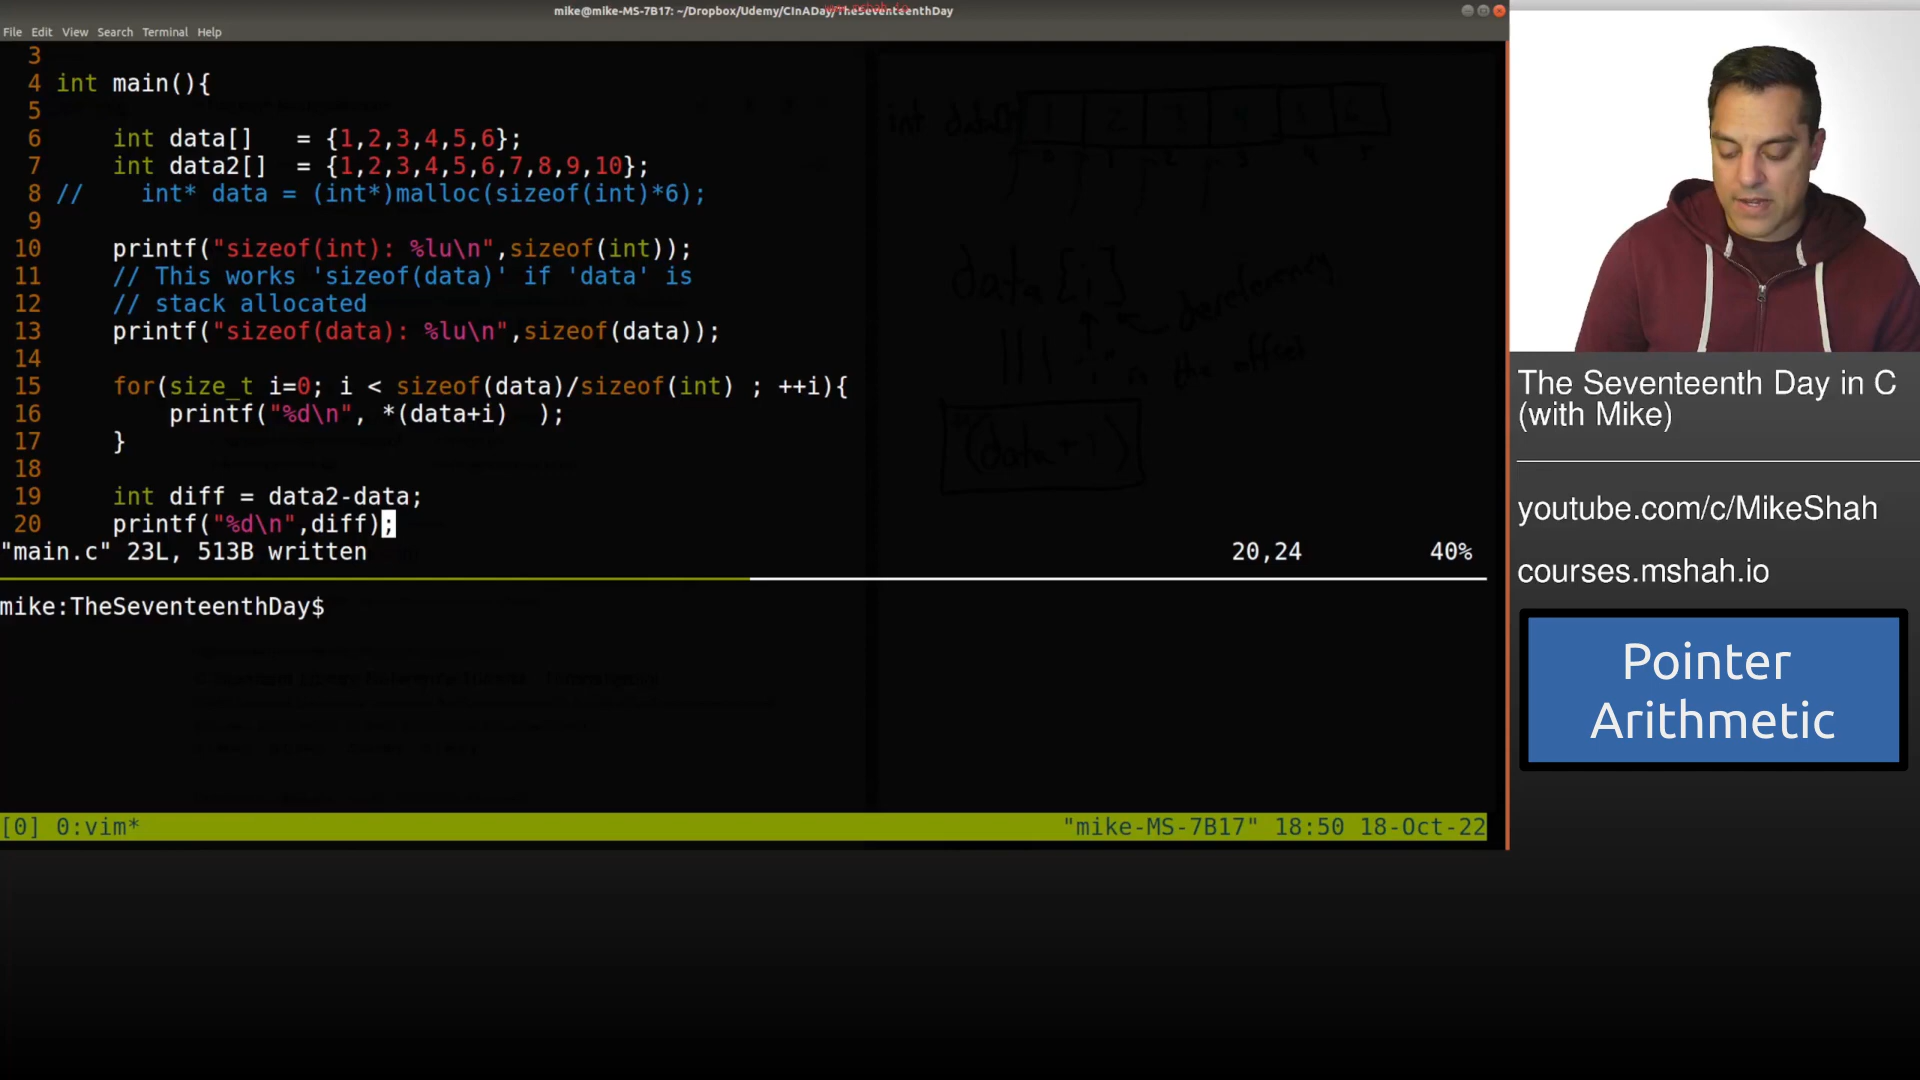 mike@mike-MS-7B17: ~/Dropbox/Udemy/CInADay/TheSeventeenthDay
File Edit View Search Terminal Help
3
4 int main(){
5
6 int data[] = {1,2,3,4,5,6};
7 int data2[] = {1,2,3,4,5,6,7,8,9,10};
8 // int* data = (int*)malloc(sizeof(int)*6);
9
10 printf("sizeof(int): %lu\n",sizeof(int));
11 // This works 'sizeof(data)' if 'data' is
12 // stack allocated
13 printf("sizeof(data): %lu\n",sizeof(data));
14
15 for(size_t i=0; i < sizeof(data)/sizeof(int) ; ++i){
16 printf("%d\n", *(data+i) );
17 }
18
19 int diff = data2-data;
20 printf("%d\n",diff);
"main.c" 23L, 513B written 20,24 40%
mike:TheSeventeenthDay$
[0] 0:vim* "mike-MS-7B17" 18:50 18-Oct-22
int data[]
data[i]
the offset
*(data + i)
The Seventeenth Day in C
(with Mike)
youtube.com/c/MikeShah
courses.mshah.io
Pointer
Arithmetic